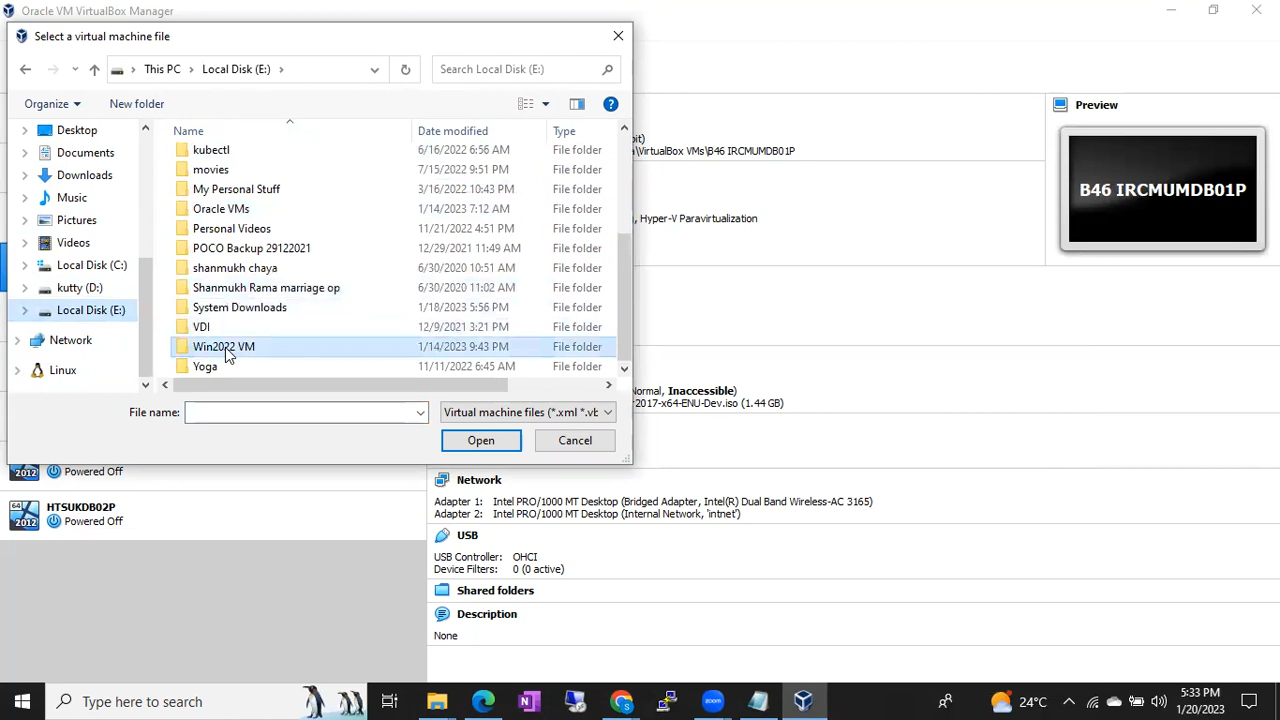 Oracle VM VirtualBox Manager
Select a virtual machine file
This PC
Local Disk (E:)
Search Local Disk (E:)
Organize
New folder
Name
Date modified
Type
Desktop
Documents
Downloads
Music
Pictures
Videos
Local Disk (C:)
kutty (D:)
Local Disk (E:)
Network
Linux
kubectl 6/16/2022 6:56 AM File folder
movies 7/15/2022 9:51 PM File folder
My Personal Stuff 3/16/2022 10:43 PM File folder
Oracle VMs 1/14/2023 7:12 AM File folder
Personal Videos 11/21/2022 4:51 PM File folder
POCO Backup 29122021 12/29/2021 11:49 AM File folder
shanmukh chaya 6/30/2020 10:51 AM File folder
Shanmukh Rama marriage op 6/30/2020 11:02 AM File folder
System Downloads 1/18/2023 5:56 PM File folder
VDI 12/9/2021 3:21 PM File folder
Win2022 VM 1/14/2023 9:43 PM File folder
Yoga 11/11/2022 6:45 AM File folder
File name:
Virtual machine files (*.xml *.vb
Open
Cancel
2012 Powered Off
64 HTSUKDB02P
2012 Powered Off
bit)
\VirtualBox VMs\B46 IRCMUMDB01P
, Hyper-V Paravirtualization
Normal, Inaccessible)
r2017-x64-ENU-Dev.iso (1.44 GB)
Network
Adapter 1: Intel PRO/1000 MT Desktop (Bridged Adapter, Intel(R) Dual Band Wireless-AC 3165)
Adapter 2: Intel PRO/1000 MT Desktop (Internal Network, 'intnet')
USB
USB Controller: OHCI
Device Filters: 0 (0 active)
Shared folders
Description
None
Preview
B46 IRCMUMDB01P
Type here to search
zoom
24°C
5:33 PM
1/20/2023